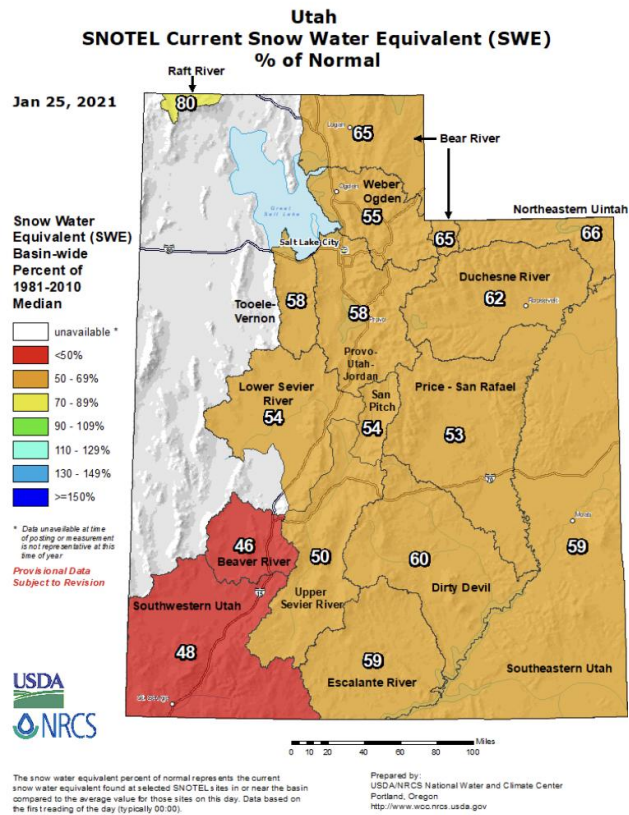 Utah
SNOTEL Current Snow Water Equivalent (SWE)
% of Normal
Jan 25, 2021
Raft River
80
Logan
65
Bear River
Ogden
Weber
Ogden
55
Northeastern Uintah
66
65
Great
Salt Lake
Salt Lake City
Duchesne River
62
Roosevelt
Tooele-
Vernon
58
58
Provo
Provo-
Utah-
Jordan
Lower Sevier
River
54
San
Pitch
54
Price - San Rafael
53
70
Moab
59
46
Beaver River
50
Upper
Sevier River
60
Dirty Devil
Southwestern Utah
15
48
59
Escalante River
Southeastern Utah
Snow Water
Equivalent (SWE)
Basin-wide
Percent of
1981-2010
Median
unavailable *
<50%
50 - 69%
70 - 89%
90 - 109%
110 - 129%
130 - 149%
>=150%
* Data unavailable at time
of posting or measurement
is not representative at this
time of year
Provisional Data
Subject to Revision
USDA
NRCS
Miles
0 10 20 40 60 80 100
The snow water equivalent percent of normal represents the current
snow water equivalent found at selected SNOTEL sites in or near the basin
compared to the average value for those sites on this day. Data based on
the first reading of the day (typically 00:00).
Prepared by:
USDA/NRCS National Water and Climate Center
Portland, Oregon
http://www.wcc.nrcs.usda.gov